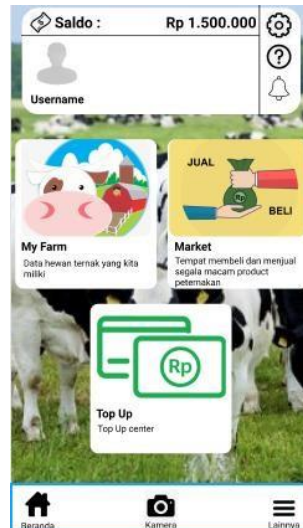 Saldo : Rp 1.500.000
Username
JUAL
Rp
BELI
My Farm
Data hewan ternak yang kita
miliki
Market
Tempat membeli dan menjual
segala macam product
peternakan
Rp
Top Up
Top Up center
Beranda
Kamera
Lainnya